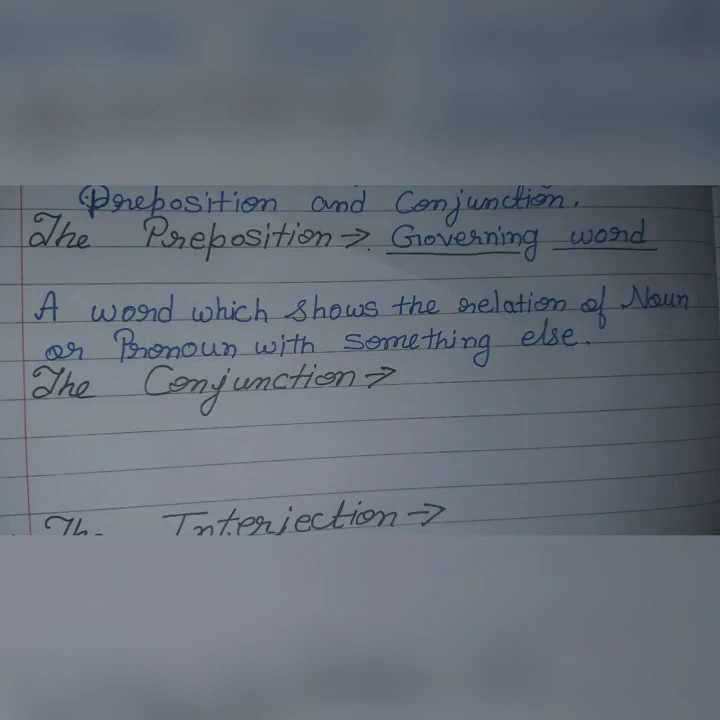 Preposition and Conjunction.
The Preposition → Governing word
A word which shows the relation of Noun
or Pronoun with something else.
The Conjunction →
The Interjection →